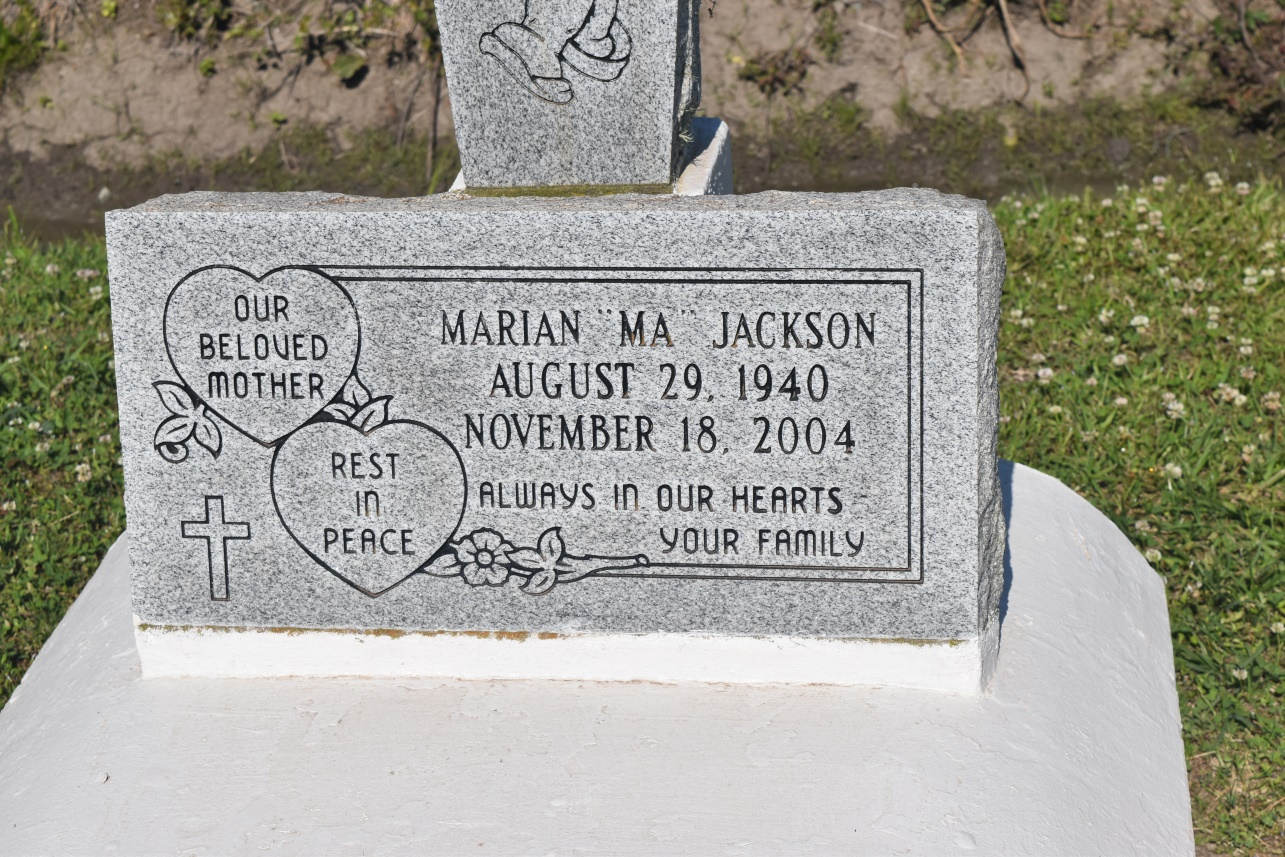 OUR
BELOVED
MOTHER
REST
IN
PEACE
MARIAN "MA" JACKSON
AUGUST 29, 1940
NOVEMBER 18, 2004
ALWAYS IN OUR HEARTS
YOUR FAMILY